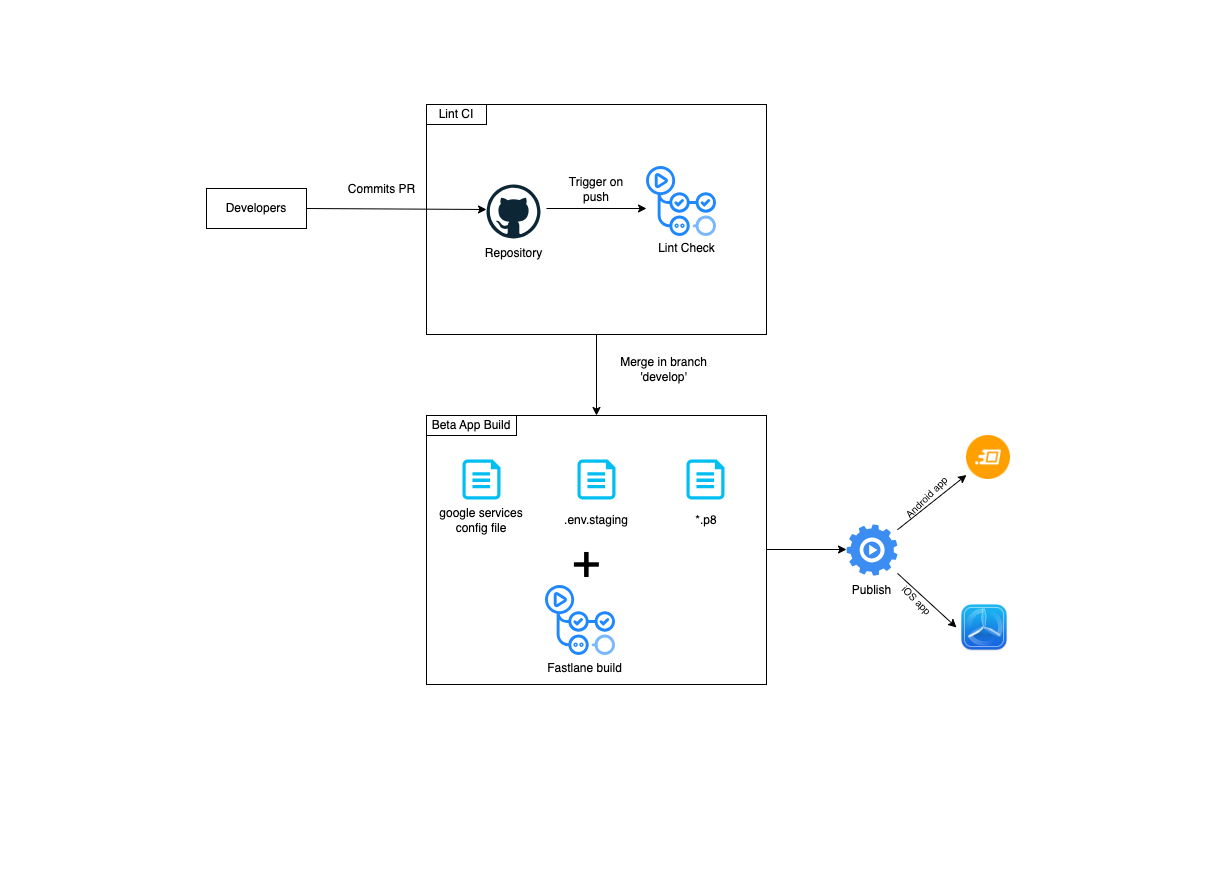 Lint CI
Developers
Commits PR
Repository
Trigger on
push
Lint Check
Merge in branch
'develop'
Beta App Build
google services
config file
.env.staging
*.p8
Fastlane build
Publish
Android app
iOS app